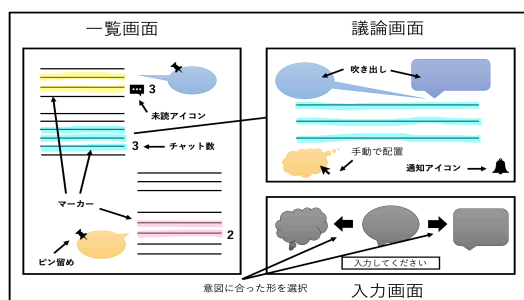 一覧画面
議論画面
3
未読アイコン
3
チャット数
マーカー
2
ピン留め
吹き出し
手動で配置
通知アイコン
入力してください
意図に合った形を選択
入力画面